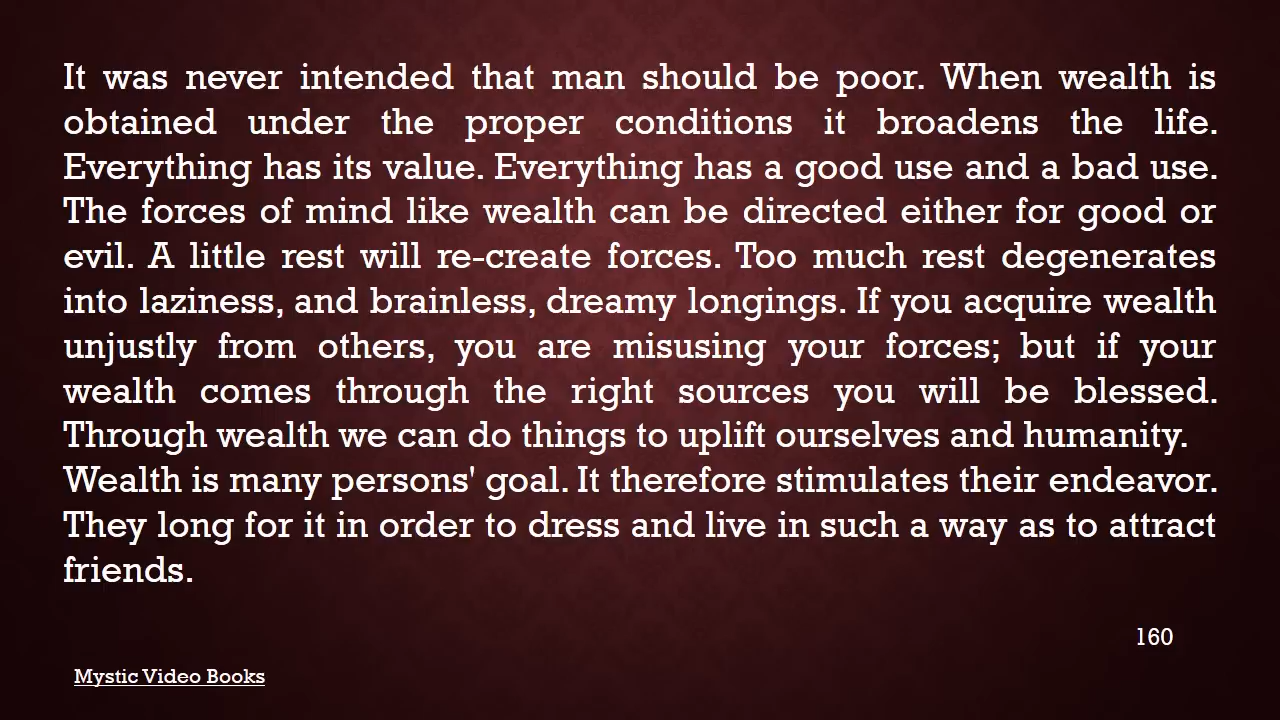 It was never intended that man should be poor. When wealth is
obtained under the proper conditions it broadens the life.
Everything has its value. Everything has a good use and a bad use.
The forces of mind like wealth can be directed either for good or
evil. A little rest will re-create forces. Too much rest degenerates
into laziness, and brainless, dreamy longings. If you acquire wealth
unjustly from others, you are misusing your forces; but if your
wealth comes through the right sources you will be blessed.
Through wealth we can do things to uplift ourselves and humanity.
Wealth is many persons' goal. It therefore stimulates their endeavor.
They long for it in order to dress and live in such a way as to attract
friends.
160
Mystic Video Books